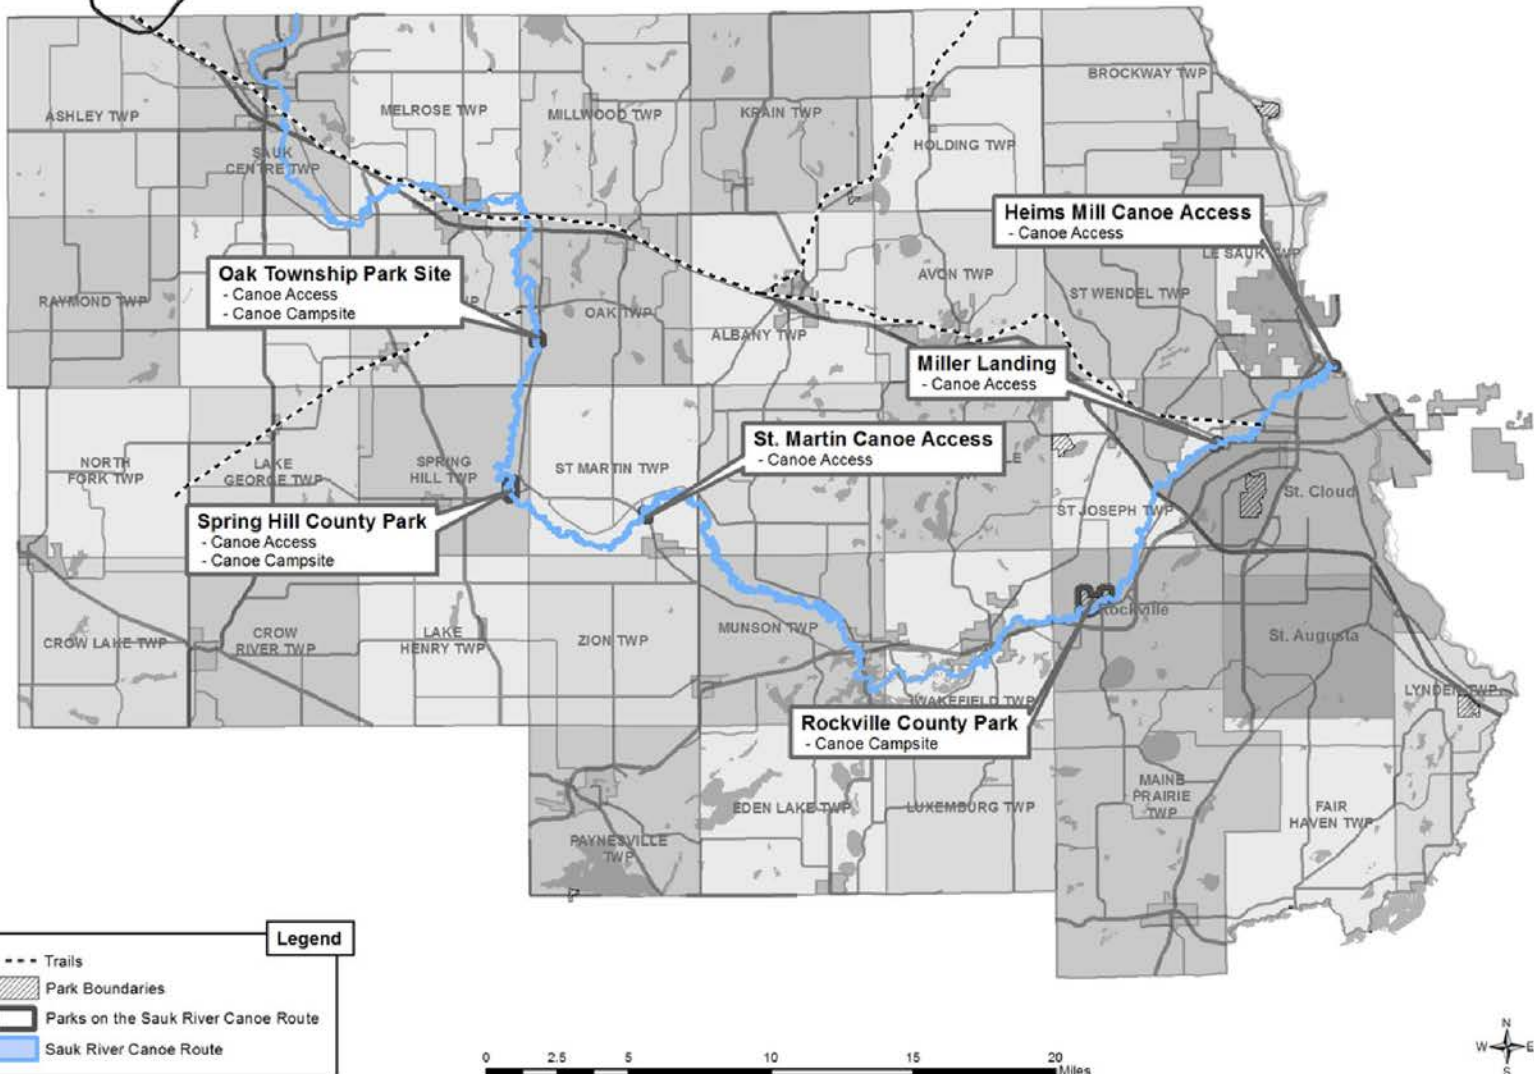 BROCKWAY TWP
ASHLEY TWP
MELROSE TWP
MILLWOOD TWP
KRAIN TWP
HOLDING TWP
SAUK
CENTRE TWP
Heims Mill Canoe Access
- Canoe Access
LE SAUK TWP
Oak Township Park Site
- Canoe Access
- Canoe Campsite
RAYMOND TWP
OAK TWP
AVON TWP
ST WENDEL TWP
ALBANY TWP
Miller Landing
- Canoe Access
St. Martin Canoe Access
- Canoe Access
NORTH
FORK TWP
LAKE
GEORGE TWP
SPRING
HILL TWP
ST MARTIN TWP
ST JOSEPH TWP
St. Cloud
Spring Hill County Park
- Canoe Access
- Canoe Campsite
Rockville
CROW LAKE TWP
CROW
RIVER TWP
LAKE
HENRY TWP
ZION TWP
MUNSON TWP
St. Augusta
WAKEFIELD TWP
LYNDEN TWP
Rockville County Park
- Canoe Campsite
EDEN LAKE TWP
LUXEMBURG TWP
MAINE
PRAIRIE
TWP
FAIR
HAVEN TWP
PAYNESVILLE
TWP
Legend
Trails
Park Boundaries
Parks on the Sauk River Canoe Route
Sauk River Canoe Route
0 2.5 5 10 15 20
Miles
N
W E
S